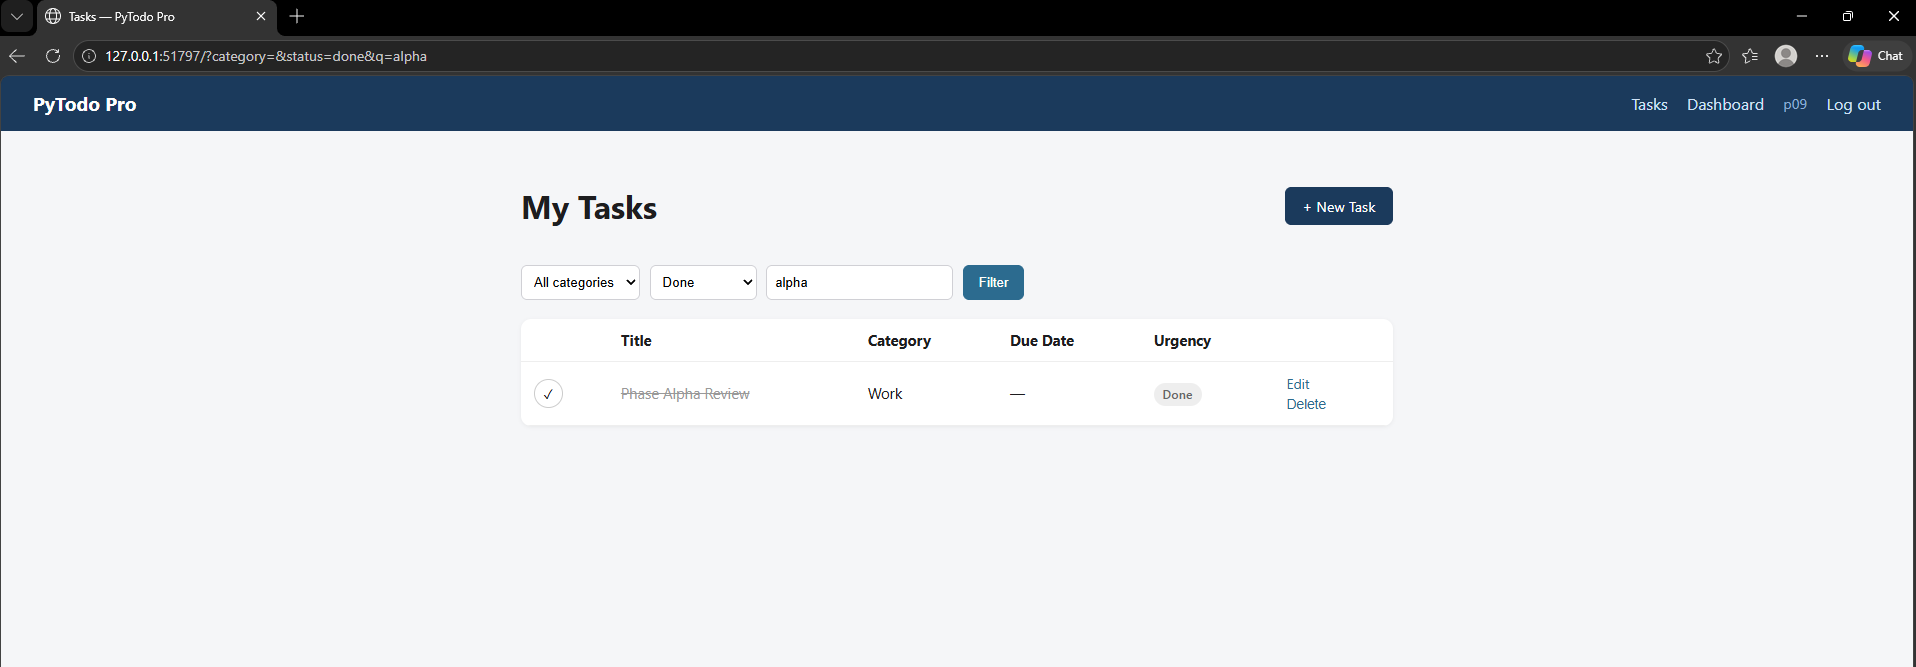 Tasks — PyTodo Pro
127.0.0.1:51797/?category=&status=done&q=alpha
Chat
PyTodo Pro
Tasks Dashboard p09 Log out
My Tasks
+ New Task
All categories Done alpha Filter
Title Category Due Date Urgency
✓ Phase Alpha Review Work — Done Edit
Delete